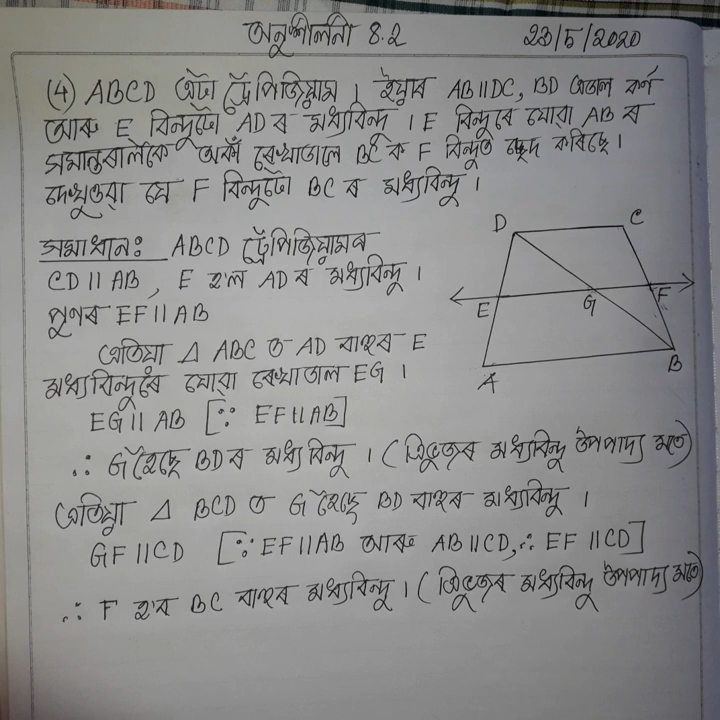 অনুশীলনী 8.2 23/5/2020
(4) ABCD এটা ট্ৰেপিজিয়াম । ইয়াৰ AB||DC, BD এডাল কৰ্ণ
আৰু E বিন্দুটো AD ৰ মধ্যবিন্দু । E বিন্দুৰে যোৱা AB ৰ
সমান্তৰালকৈ অকাঁ ৰেখাডালে BC ক F বিন্দুত ছেদ কৰিছে ।
দেখুওৱা যে F বিন্দুটো BC ৰ মধ্যবিন্দু ।
সমাধানঃ ABCD ট্ৰেপিজিয়ামৰ
CD || AB , E হ'ল AD ৰ মধ্যবিন্দু ।
পুণৰ EF || AB
এতিয়া Δ ABC ত AD বাহুৰ E
মধ্যবিন্দুৰে যোৱা ৰেখাডাল EG ।
EG || AB [∵ EF || AB]
∴ G হৈছে BD ৰ মধ্য বিন্দু । (ত্ৰিভুজৰ মধ্যবিন্দু উপপাদ্য মতে)
এতিয়া Δ BCD ত G হৈছে BD বাহুৰ মধ্যবিন্দু ।
GF || CD [∵ EF || AB আৰু AB || CD, ∴ EF || CD]
∴ F হ'ব BC বাহুৰ মধ্যবিন্দু । (ত্ৰিভুজৰ মধ্যবিন্দু উপপাদ্য মতে)
D C
E G F
A B